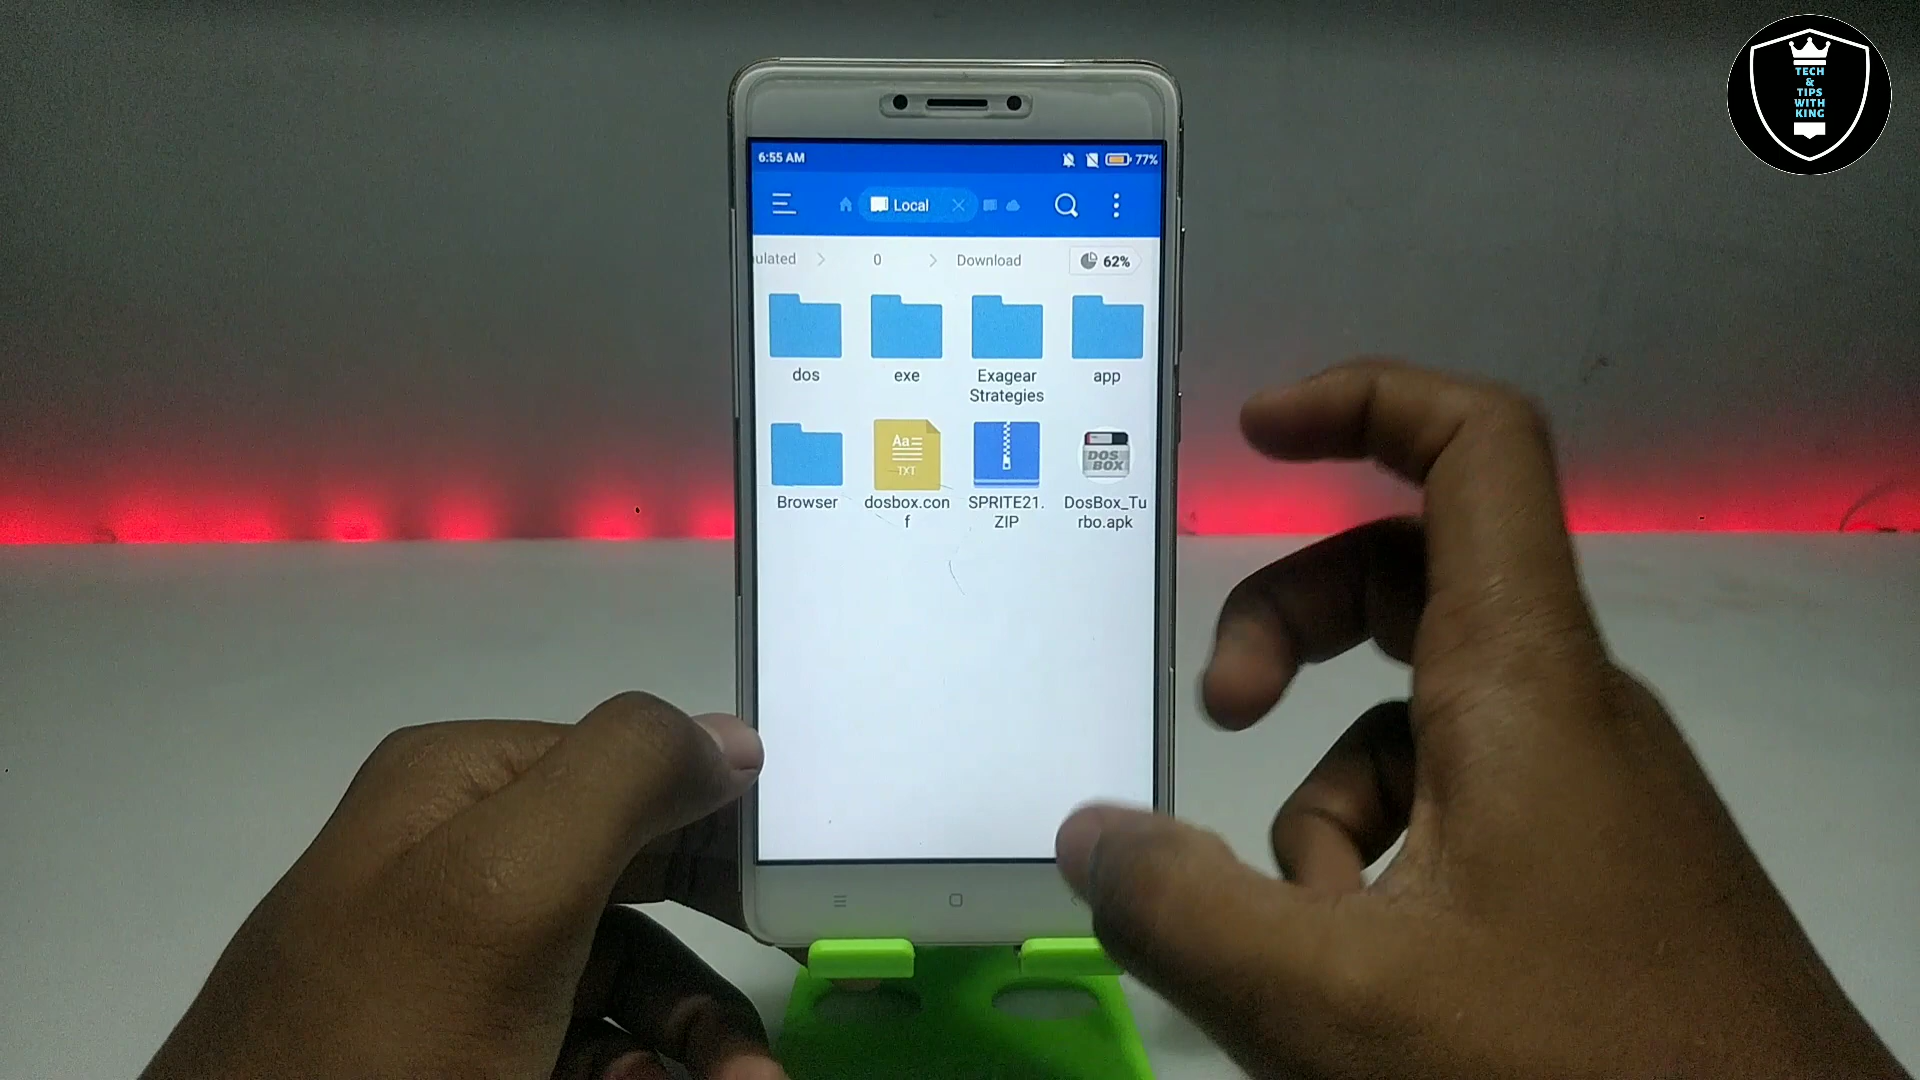 TECH
&
TIPS
WITH
KING
6:55 AM
77%
Local
ulated
0
Download
62%
dos
exe
Exagear
Strategies
app
Aa
TXT
DOS
BOX
Browser
dosbox.con
f
SPRITE21.
ZIP
DosBox_Tu
rbo.apk